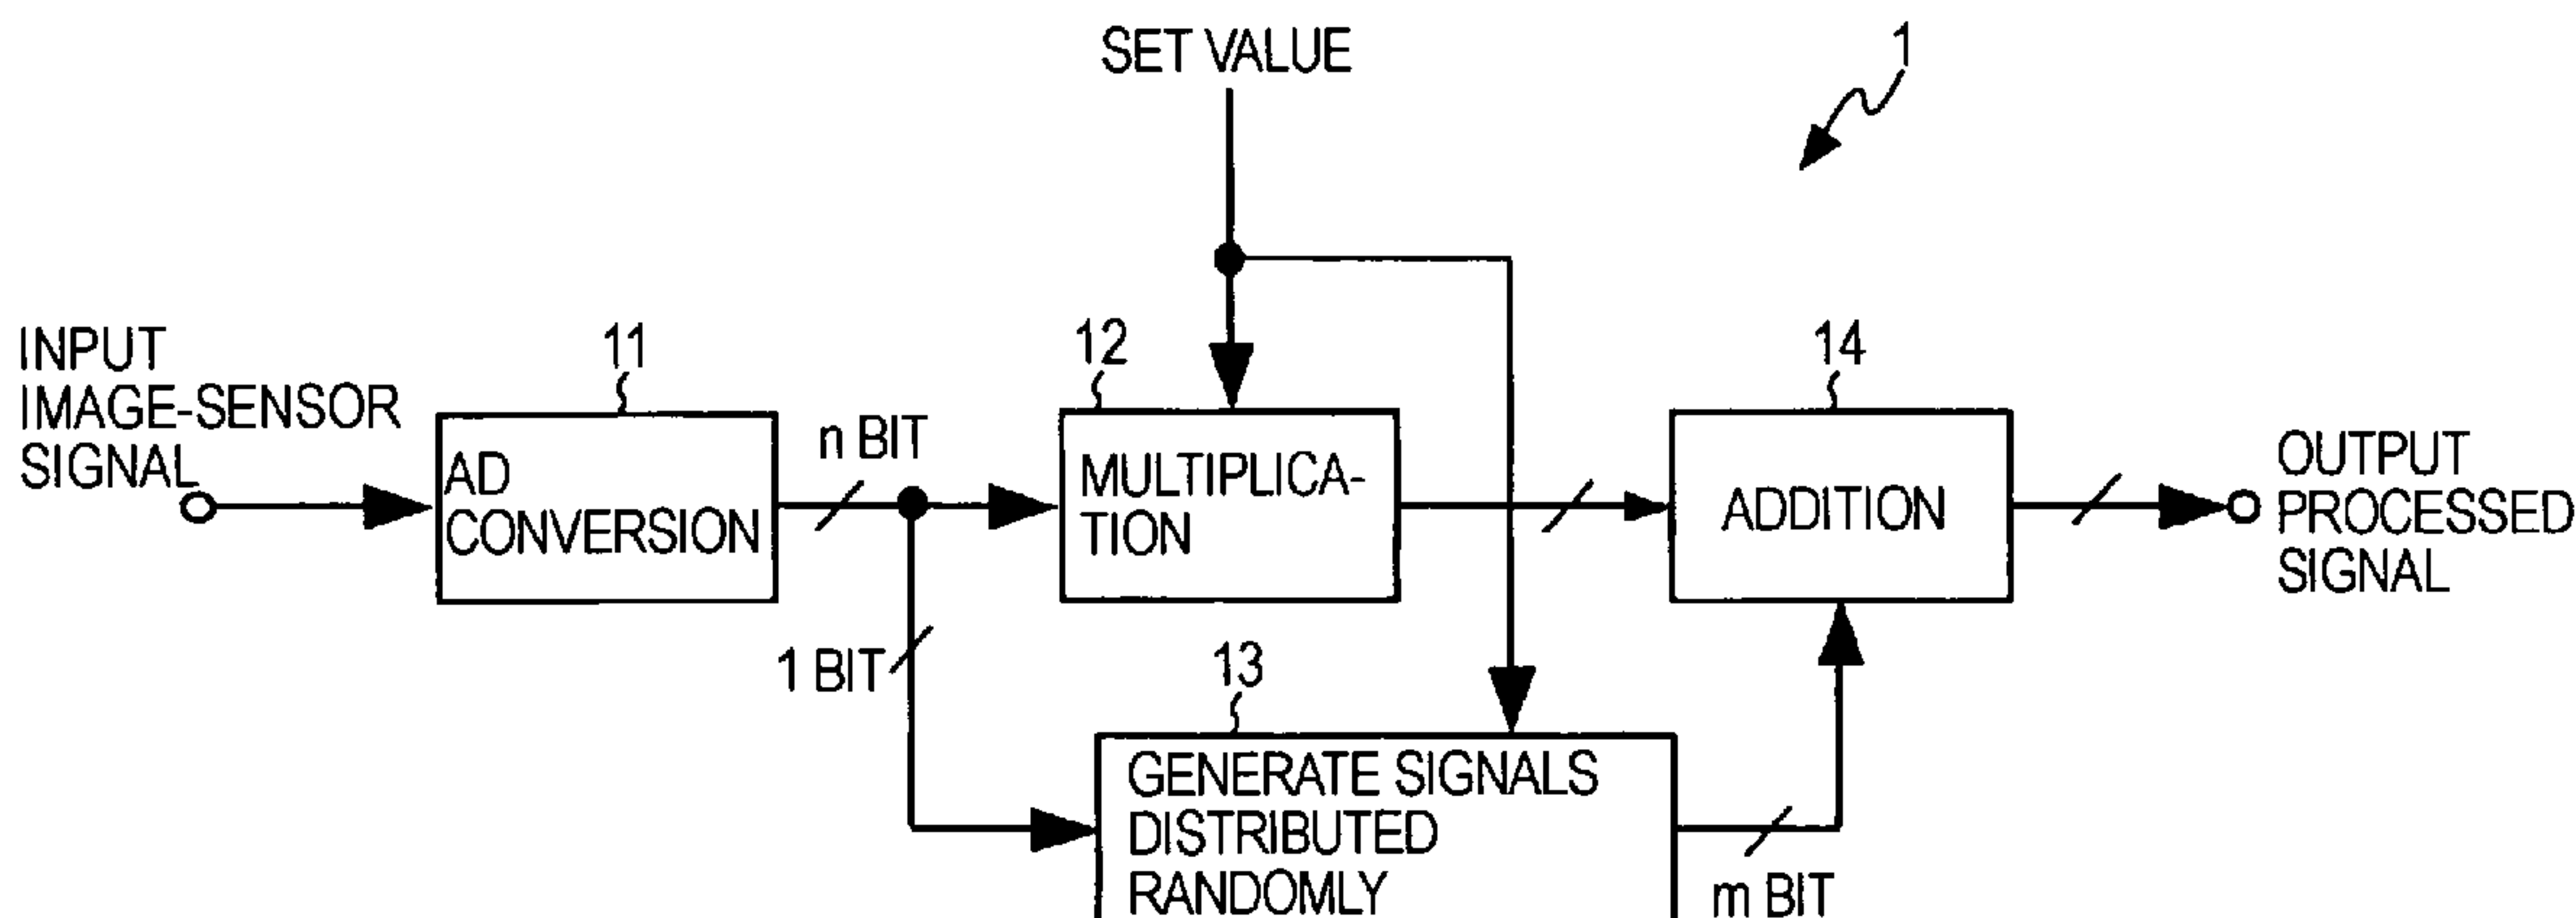 SET VALUE
1
INPUT
IMAGE-SENSOR
SIGNAL
11
AD
CONVERSION
n BIT
12
MULTIPLICA-
TION
14
ADDITION
OUTPUT
PROCESSED
SIGNAL
1 BIT
13
GENERATE SIGNALS
DISTRIBUTED
RANDOMLY
m BIT